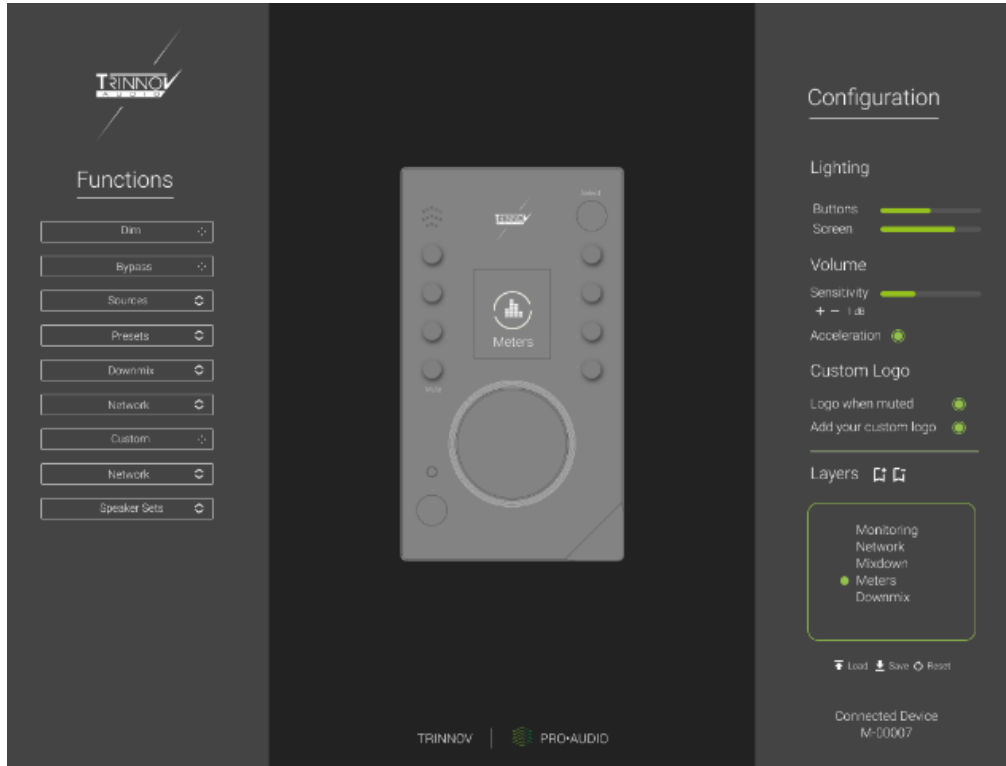 TRINNOV
AUDIO
Functions
Dim
Bypass
Sources
Presets
Downmix
Network
Custom
Network
Speaker Sets
Select
TRINNOV
Meters
Mute
TRINNOV
PRO•AUDIO
Configuration
Lighting
Buttons
Screen
Volume
Sensitivity
+ − 1 dB
Acceleration
Custom Logo
Logo when muted
Add your custom logo
Layers
Monitoring
Network
Mixdown
Meters
Downmix
Load Save Reset
Connected Device
M-00007